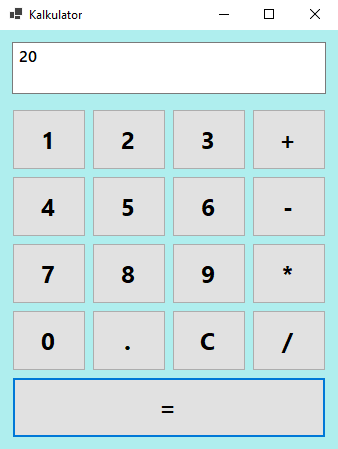 Kalkulator
20
1 2 3 +
4 5 6 -
7 8 9 *
0 . C /
=